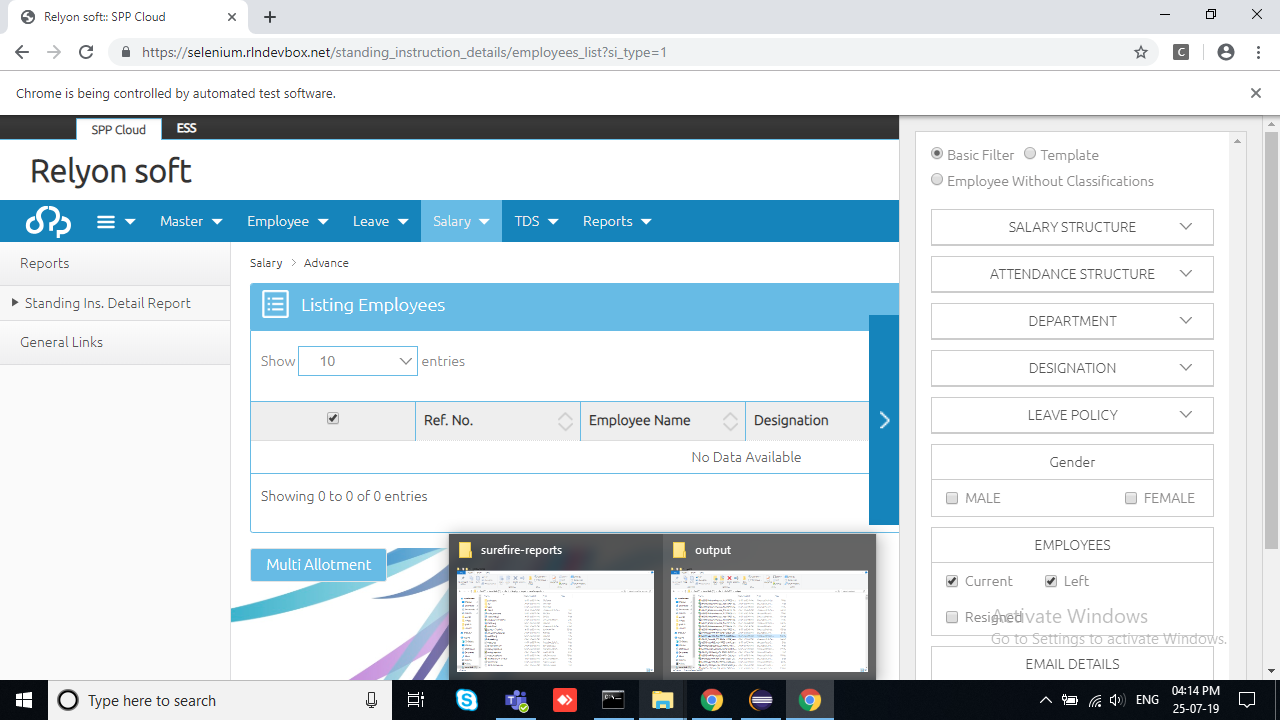 Relyon soft:: SPP Cloud
https://selenium.rlndevbox.net/standing_instruction_details/employees_list?si_type=1
C
Chrome is being controlled by automated test software.
SPP Cloud ESS
Relyon soft
Master Employee Leave Salary TDS Reports
Reports
Standing Ins. Detail Report
General Links
Salary > Advance
Listing Employees
Show 10 entries
Ref. No. Employee Name Designation
No Data Available
Showing 0 to 0 of 0 entries
Multi Allotment
Basic Filter Template
Employee Without Classifications
SALARY STRUCTURE
ATTENDANCE STRUCTURE
DEPARTMENT
DESIGNATION
LEAVE POLICY
Gender
MALE FEMALE
EMPLOYEES
Current Left
Resigned
Activate Windows
Go to Settings to activate Windows.
EMAIL DETAILS
surefire-reports output
Type here to search
ENG
04:14 PM
25-07-19